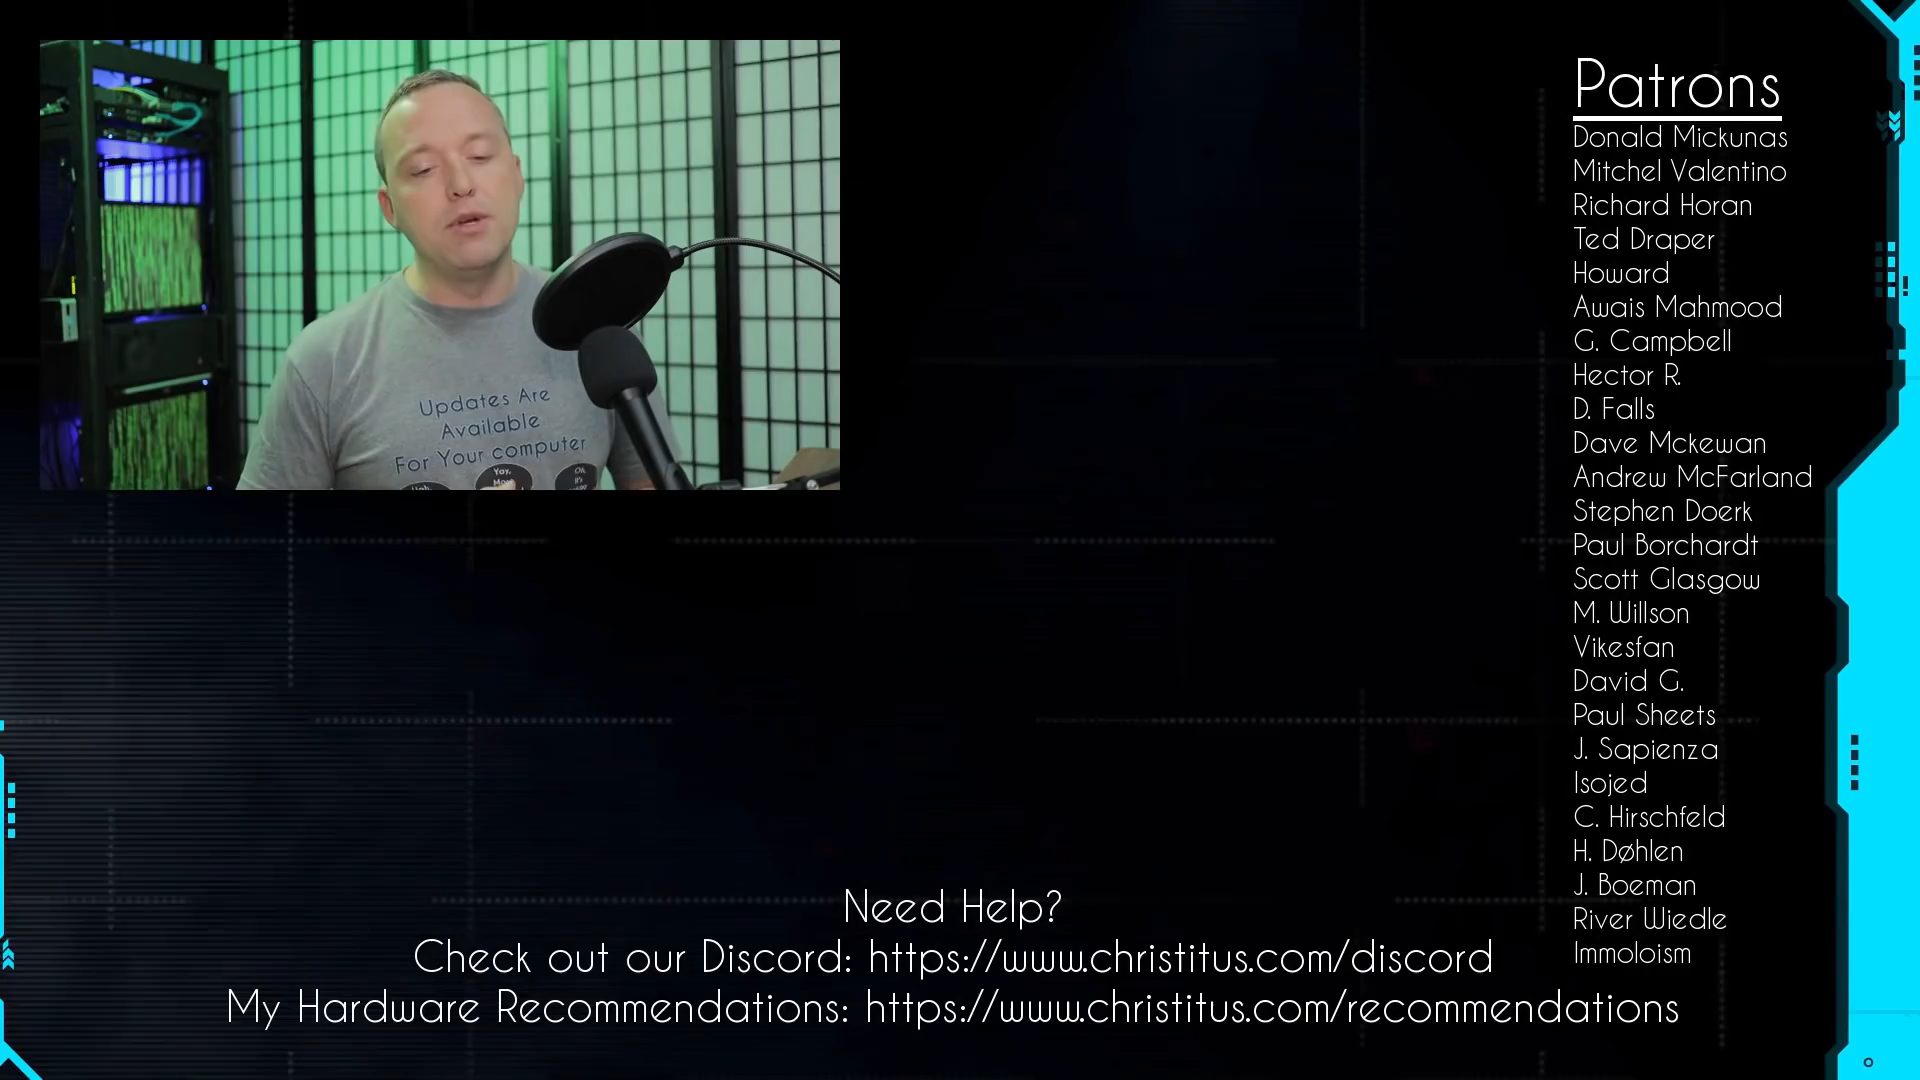 Patrons
Donald Mickunas
Mitchel Valentino
Richard Horan
Ted Draper
Howard
Awais Mahmood
G. Campbell
Hector R.
D. Falls
Dave Mckewan
Andrew McFarland
Stephen Doerk
Paul Borchardt
Scott Glasgow
M. Willson
Vikesfan
David G.
Paul Sheets
J. Sapienza
Isojed
C. Hirschfeld
H. Døhlen
J. Boeman
River Wiedle
Immoloism
Updates Are
Available
For Your computer
Yay,
Oh,
it's
Need Help?
Check out our Discord: https://www.christitus.com/discord
My Hardware Recommendations: https://www.christitus.com/recommendations